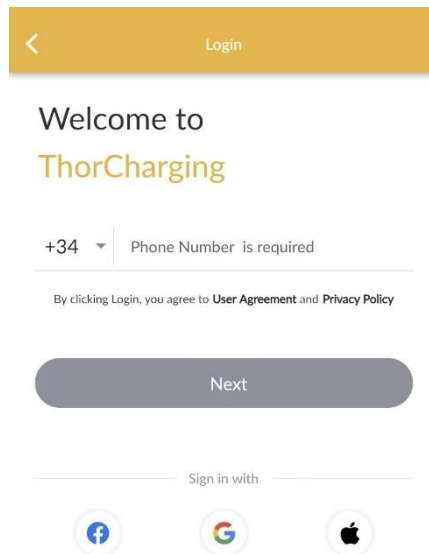 Login
Welcome to
ThorCharging
+34 Phone Number is required
By clicking Login, you agree to User Agreement and Privacy Policy
Next
Sign in with